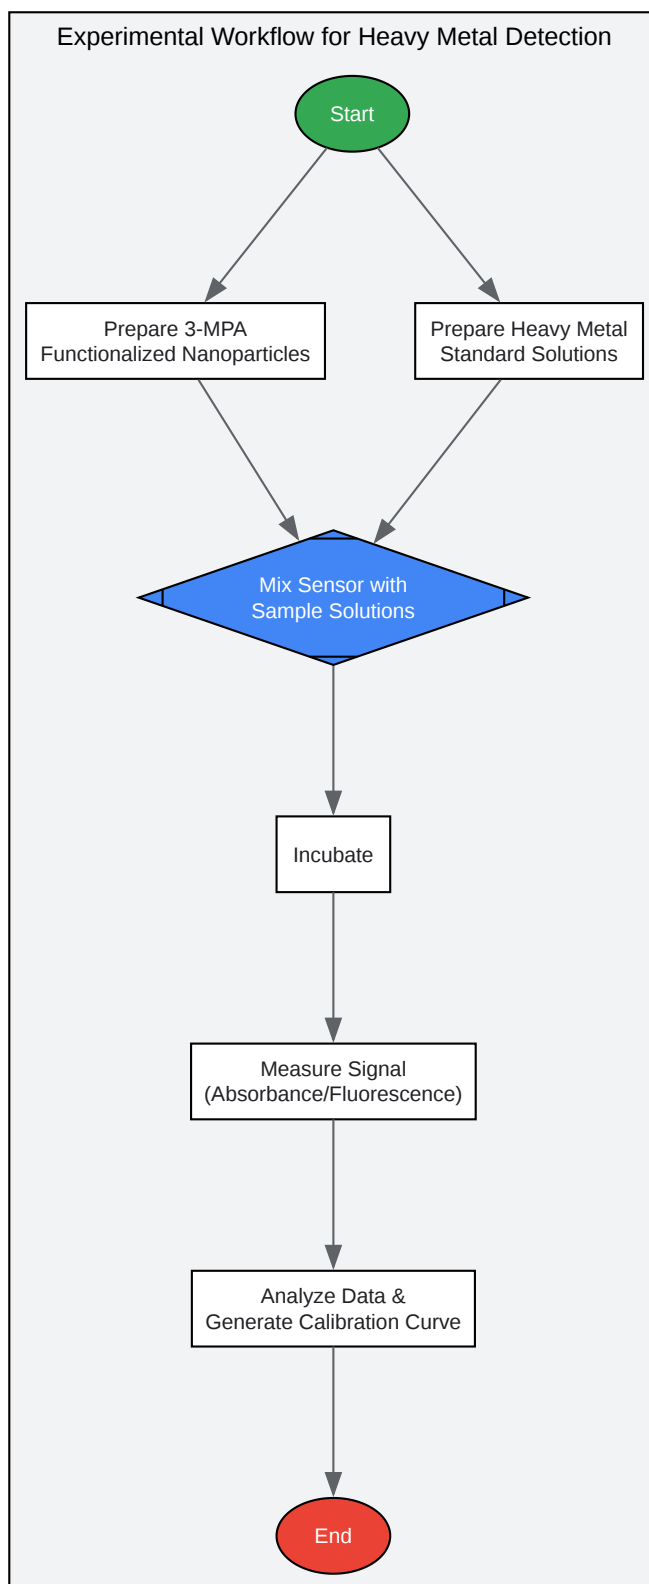 Experimental Workflow for Heavy Metal Detection
Start
Prepare 3-MPA
Functionalized Nanoparticles
Prepare Heavy Metal
Standard Solutions
Mix Sensor with
Sample Solutions
Incubate
Measure Signal
(Absorbance/Fluorescence)
Analyze Data &
Generate Calibration Curve
End